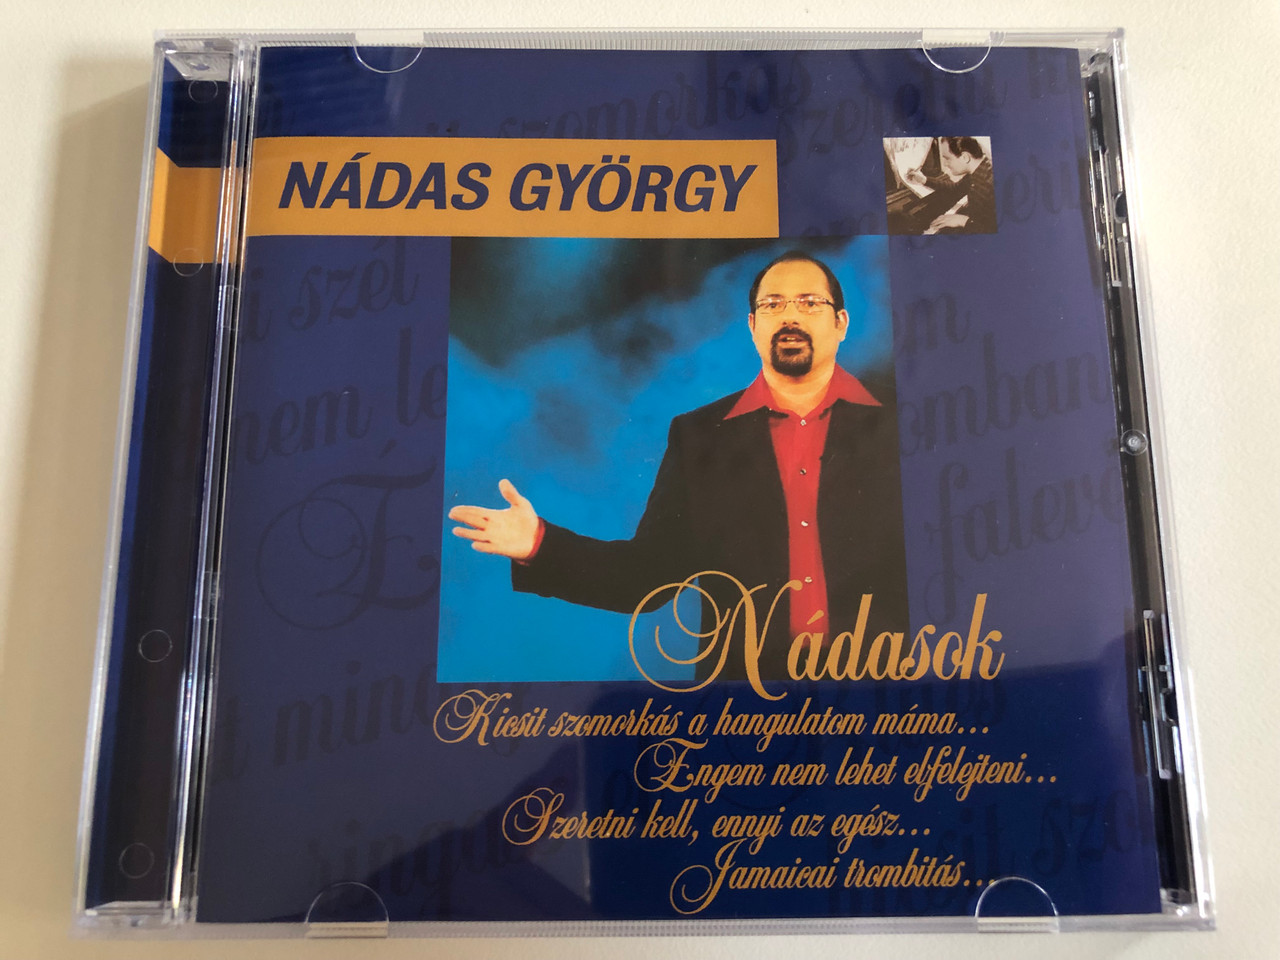 NÁDAS GYÖRGY
Nádasok
Kicsit szomorkás a hangulatom máma...
Engem nem lehet elfelejteni...
Szeretni kell, ennyi az egész...
Jamaicai trombitás...